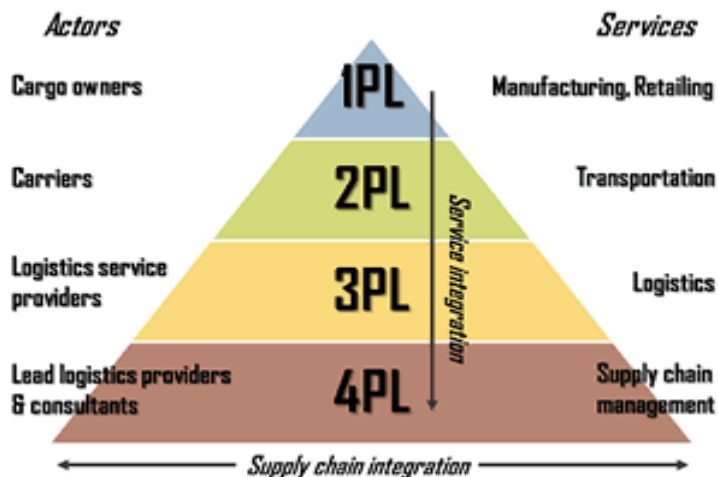 Actors
Services
1PL
Cargo owners
Manufacturing, Retailing
2PL
Carriers
Transportation
Service integration
3PL
Logistics service
providers
Logistics
4PL
Lead logistics providers
& consultants
Supply chain
management
Supply chain integration